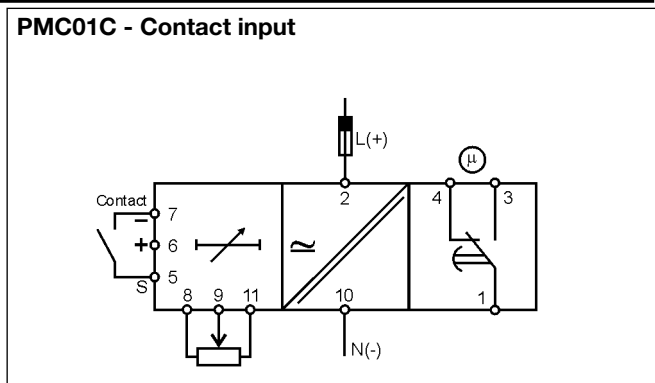 PMC01C - Contact input
L(+)
μ
2
4
3
Contact
7
−
+
6
≃
5
S
8
9
11
10
1
N(-)